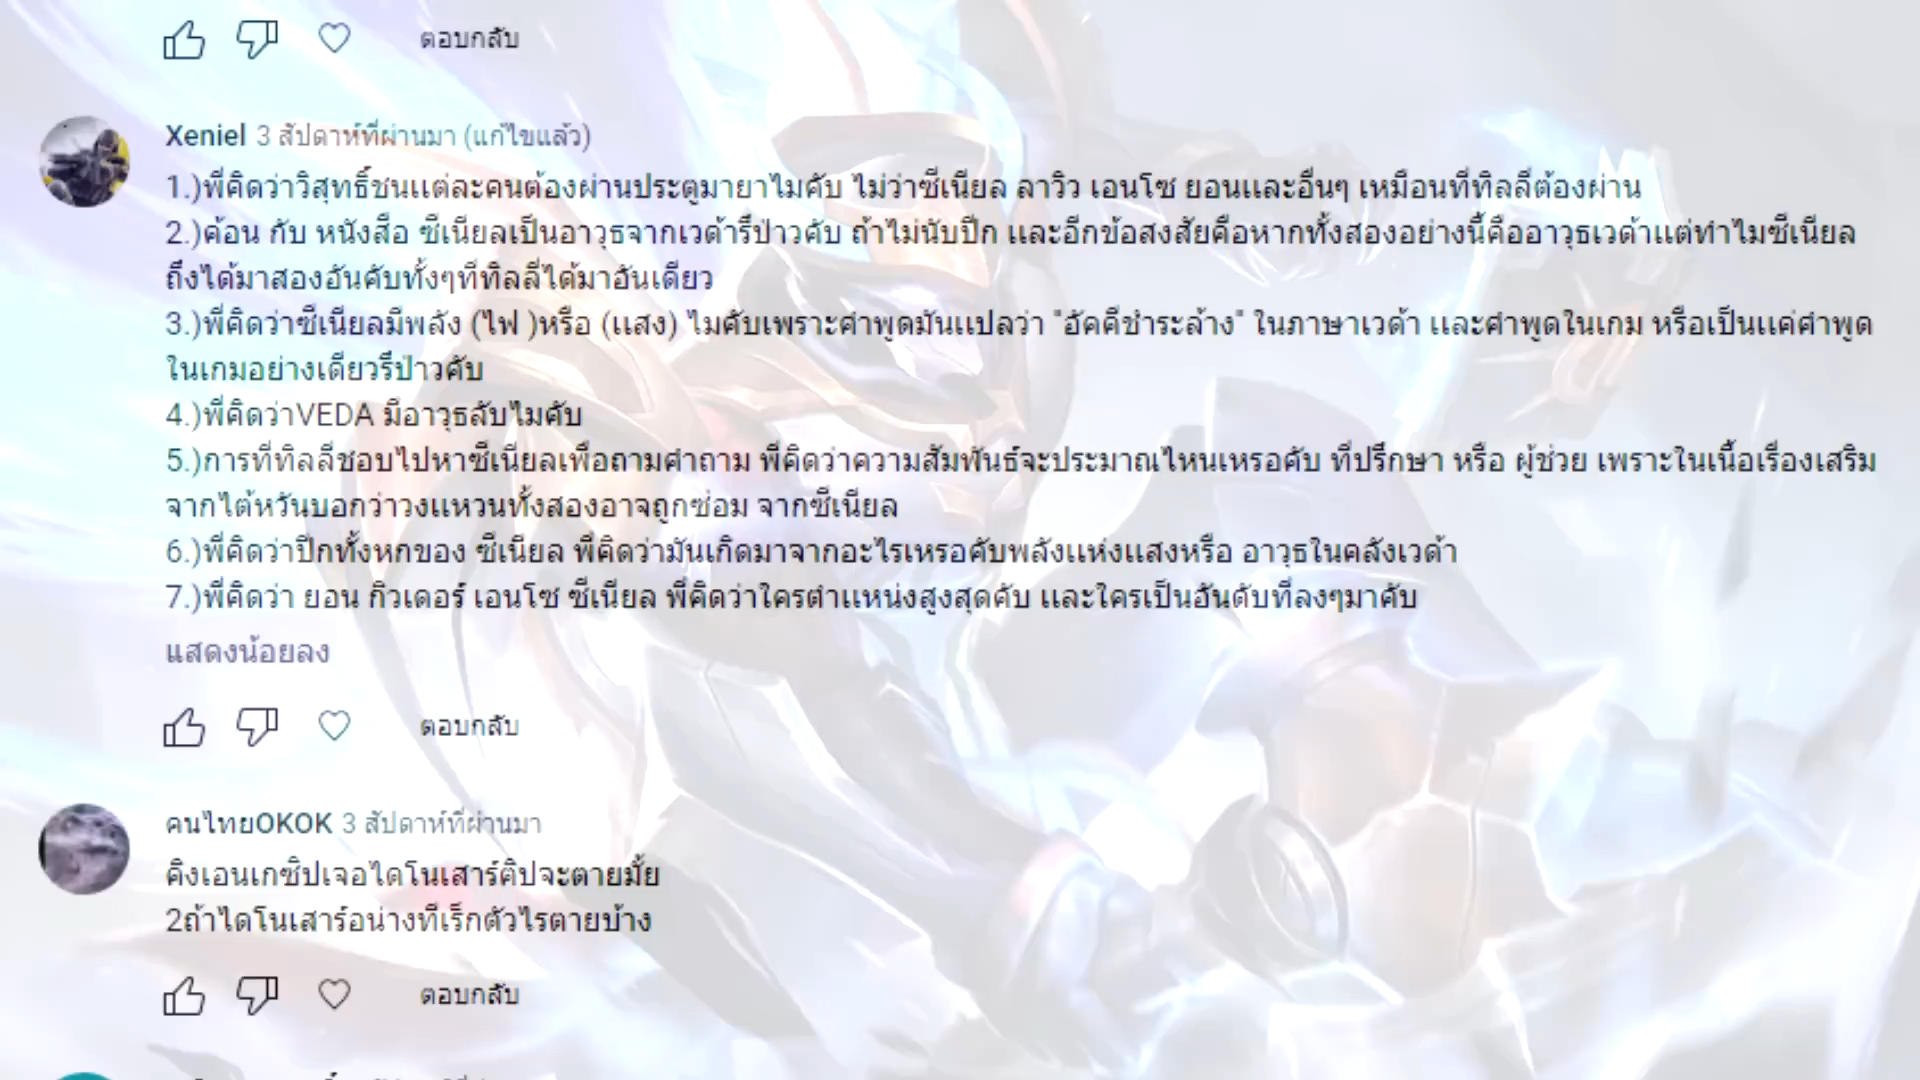 ตอบกลับ
Xeniel 3 สัปดาห์ที่ผ่านมา (แก้ไขแล้ว)
1.)พี่คิดว่าวิสุทธิ์ชนแต่ละคนต้องผ่านประตูมายาไมคับ ไม่ว่าซีเนียล ลาวิว เอนโซ ยอนและอื่นๆ เหมือนที่ทิลลี่ต้องผ่าน
2.)ค้อน กับ หนังสือ ซีเนียลเป็นอาวุธจากเวด้ารึป่าวคับ ถ้าไม่นับปีก และอีกข้อสงสัยคือหากทั้งสองอย่างนี้คืออาวุธเวด้าแต่ทำไมซีเนียล
ถึงได้มาสองอันคับทั้งๆทีทิลลี่ได้มาอันเดียว
3.)พี่คิดว่าซีเนียลมีพลัง (ไฟ )หรือ (แสง) ไมคับเพราะคำพูดมันแปลว่า "อัคคีชำระล้าง" ในภาษาเวด้า และคำพูดในเกม หรือเป็นแค่คำพูด
ในเกมอย่างเดียวรึป่าวคับ
4.)พี่คิดว่าVEDA มีอาวุธลับไมคับ
5.)การที่ทิลลี่ชอบไปหาซีเนียลเพื่อถามคำถาม พี่คิดว่าความสัมพันธ์จะประมาณไหนเหรอคับ ที่ปรึกษา หรือ ผู้ช่วย เพราะในเนื้อเรื่องเสริม
จากไต้หวันบอกว่าวงแหวนทั้งสองอาจถูกซ่อม จากซีเนียล
6.)พี่คิดว่าปีกทั้งหกของ ซีเนียล พี่คิดว่ามันเกิดมาจากอะไรเหรอคับพลังแห่งแสงหรือ อาวุธในคลังเวด้า
7.)พี่คิดว่า ยอน กิวเดอร์ เอนโซ ซีเนียล พี่คิดว่าใครตำแหน่งสูงสุดคับ และใครเป็นอันดับที่ลงๆมาคับ
แสดงน้อยลง
ตอบกลับ
คนไทยOKOK 3 สัปดาห์ที่ผ่านมา
คิงเอนเกซิปเจอไดโนเสาร์คิปจะตายมั้ย
2ถ้าไดโนเสาร์อน่างทีเร็กตัวไรตายบ้าง
ตอบกลับ